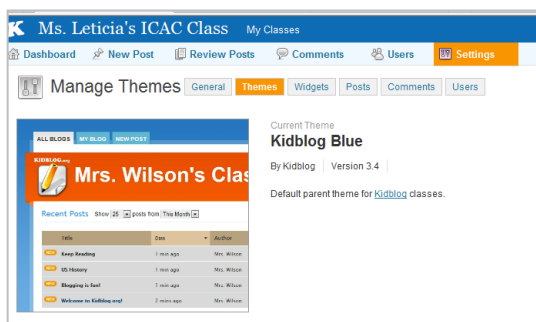 K Ms. Leticia's ICAC Class My Classes
Dashboard New Post Review Posts Comments Users Settings
Manage Themes General Themes Widgets Posts Comments Users
Current Theme
Kidblog Blue
By Kidblog Version 3.4
Default parent theme for Kidblog classes.
ALL BLOGS MY BLOG NEW POST
KIDBLOG.org
Mrs. Wilson's Clas
Recent Posts Show 25 posts from This Month
Title Date Author
Keep Reading 1 min ago Mrs. Wilson
US History 1 min ago Mrs. Wilson
Blogging is fun! 1 min ago Mrs. Wilson
Welcome to Kidblog.org! 2 mins ago Mrs. Wilson